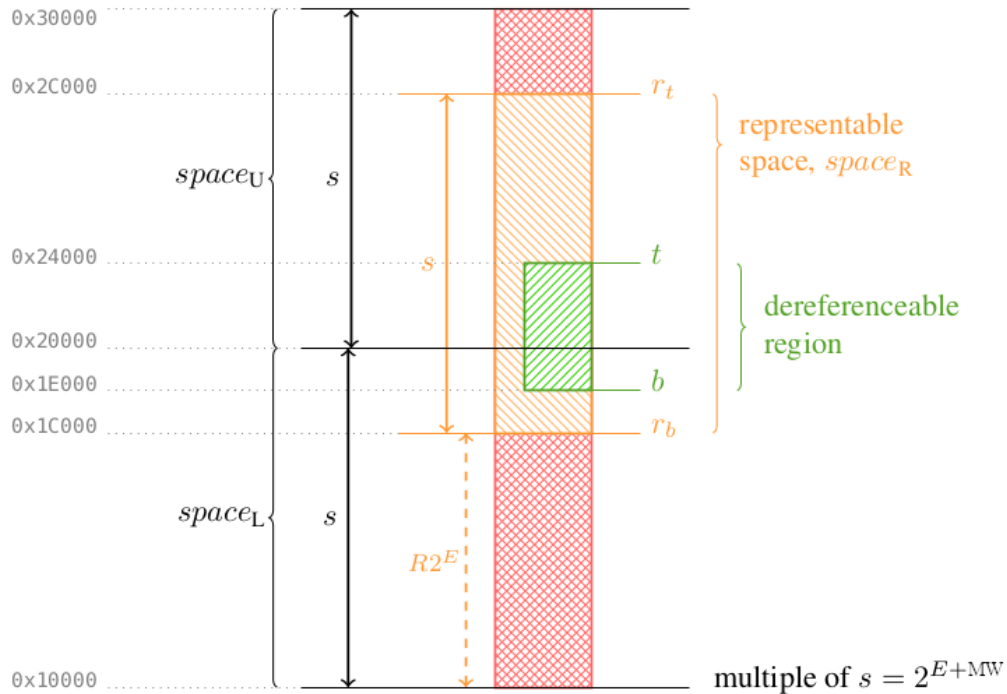 0x30000
0x2C000
r_t
representable
space, space_R
space_U
s
0x24000
s
t
dereferenceable
region
0x20000
0x1E000
b
0x1C000
r_b
space_L
s
R2^E
0x10000
multiple of s = 2^{E+MW}